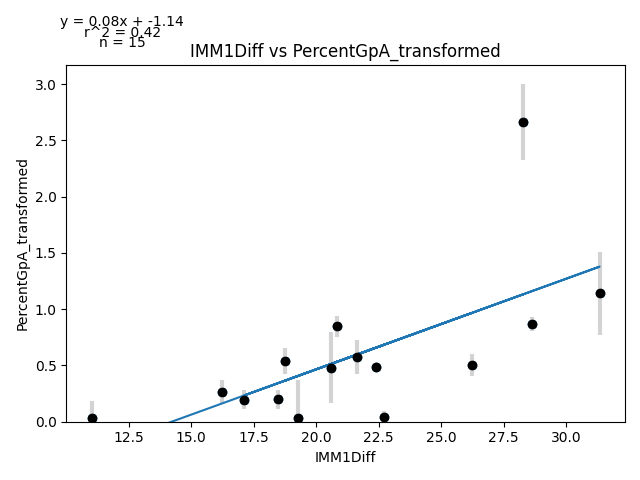 y = 0.08x + -1.14
r^2 = 0.42
n = 15
IMM1Diff vs PercentGpA_transformed
3.0
2.5
2.0
1.5
1.0
0.5
0.0
PercentGpA_transformed
12.5 15.0 17.5 20.0 22.5 25.0 27.5 30.0
IMM1Diff